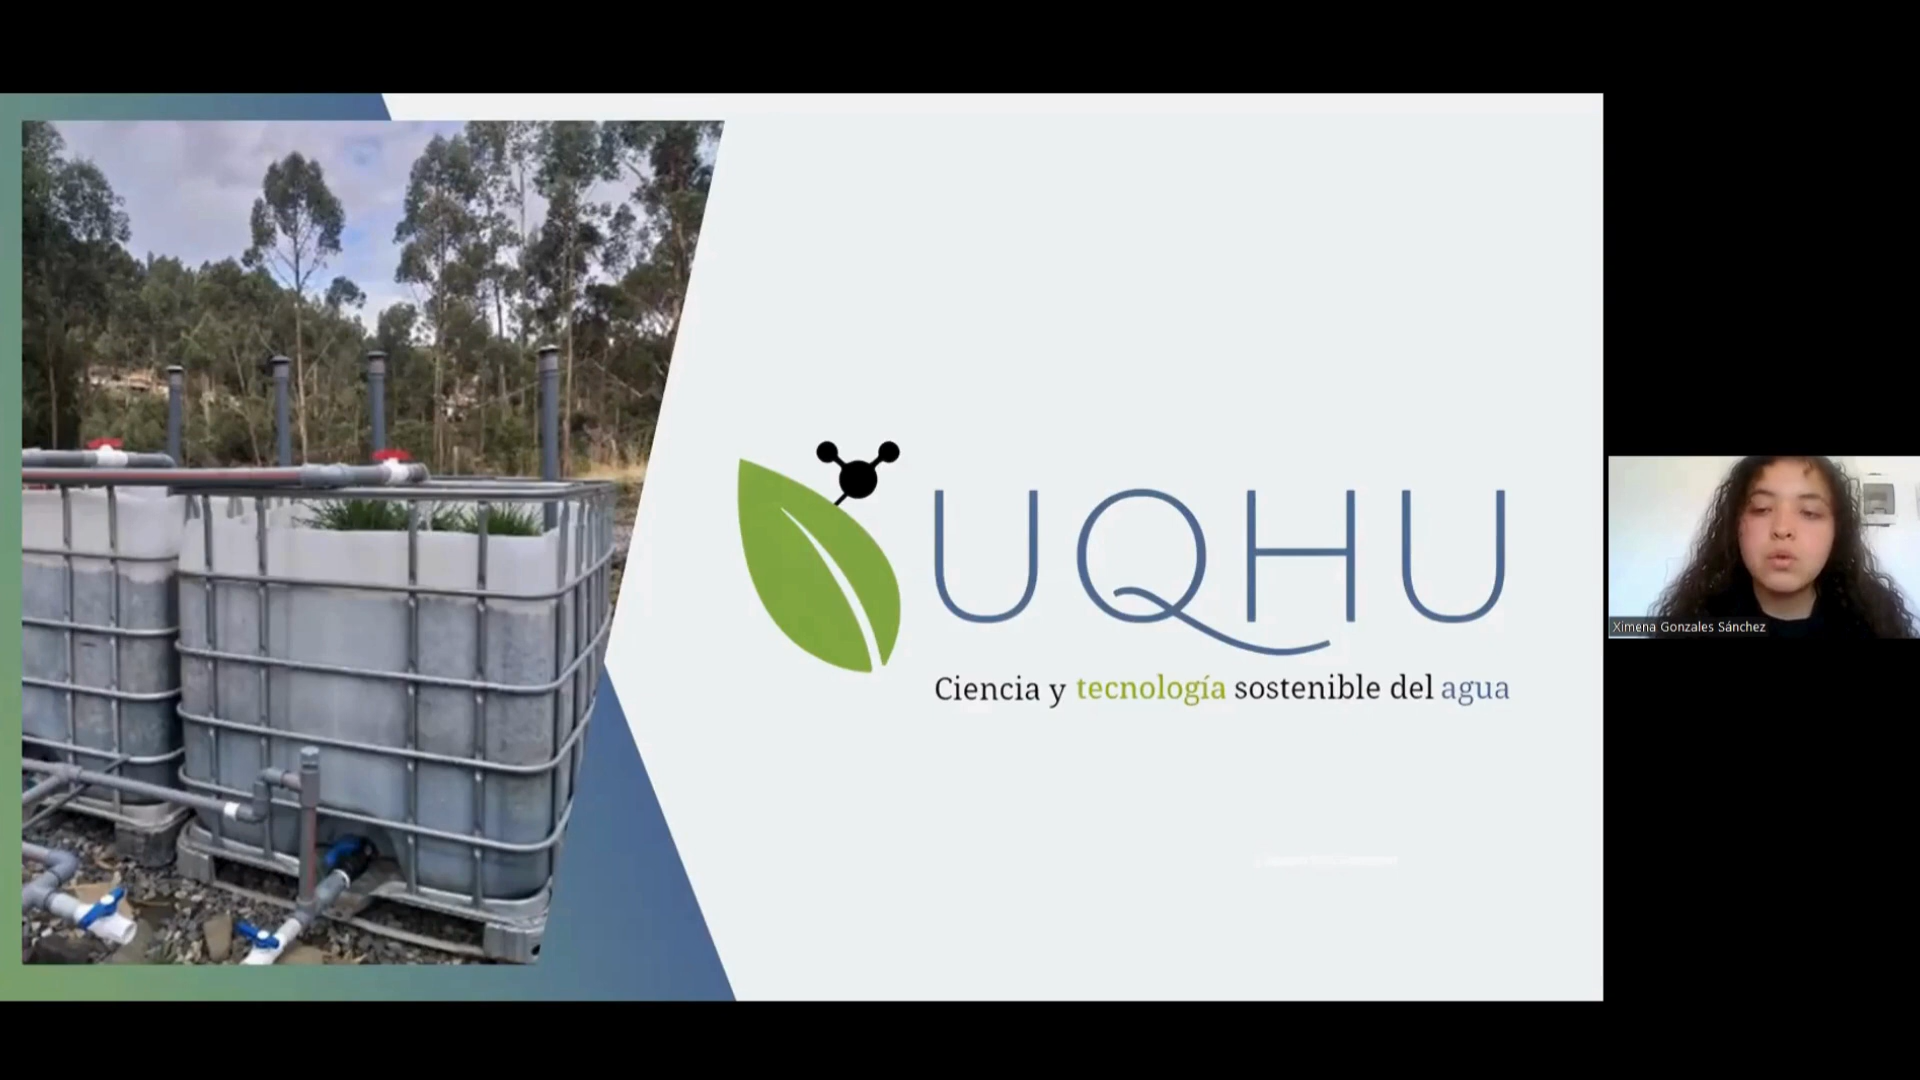 UQHU
Ciencia y tecnología sostenible del agua
Ximena Gonzales Sánchez